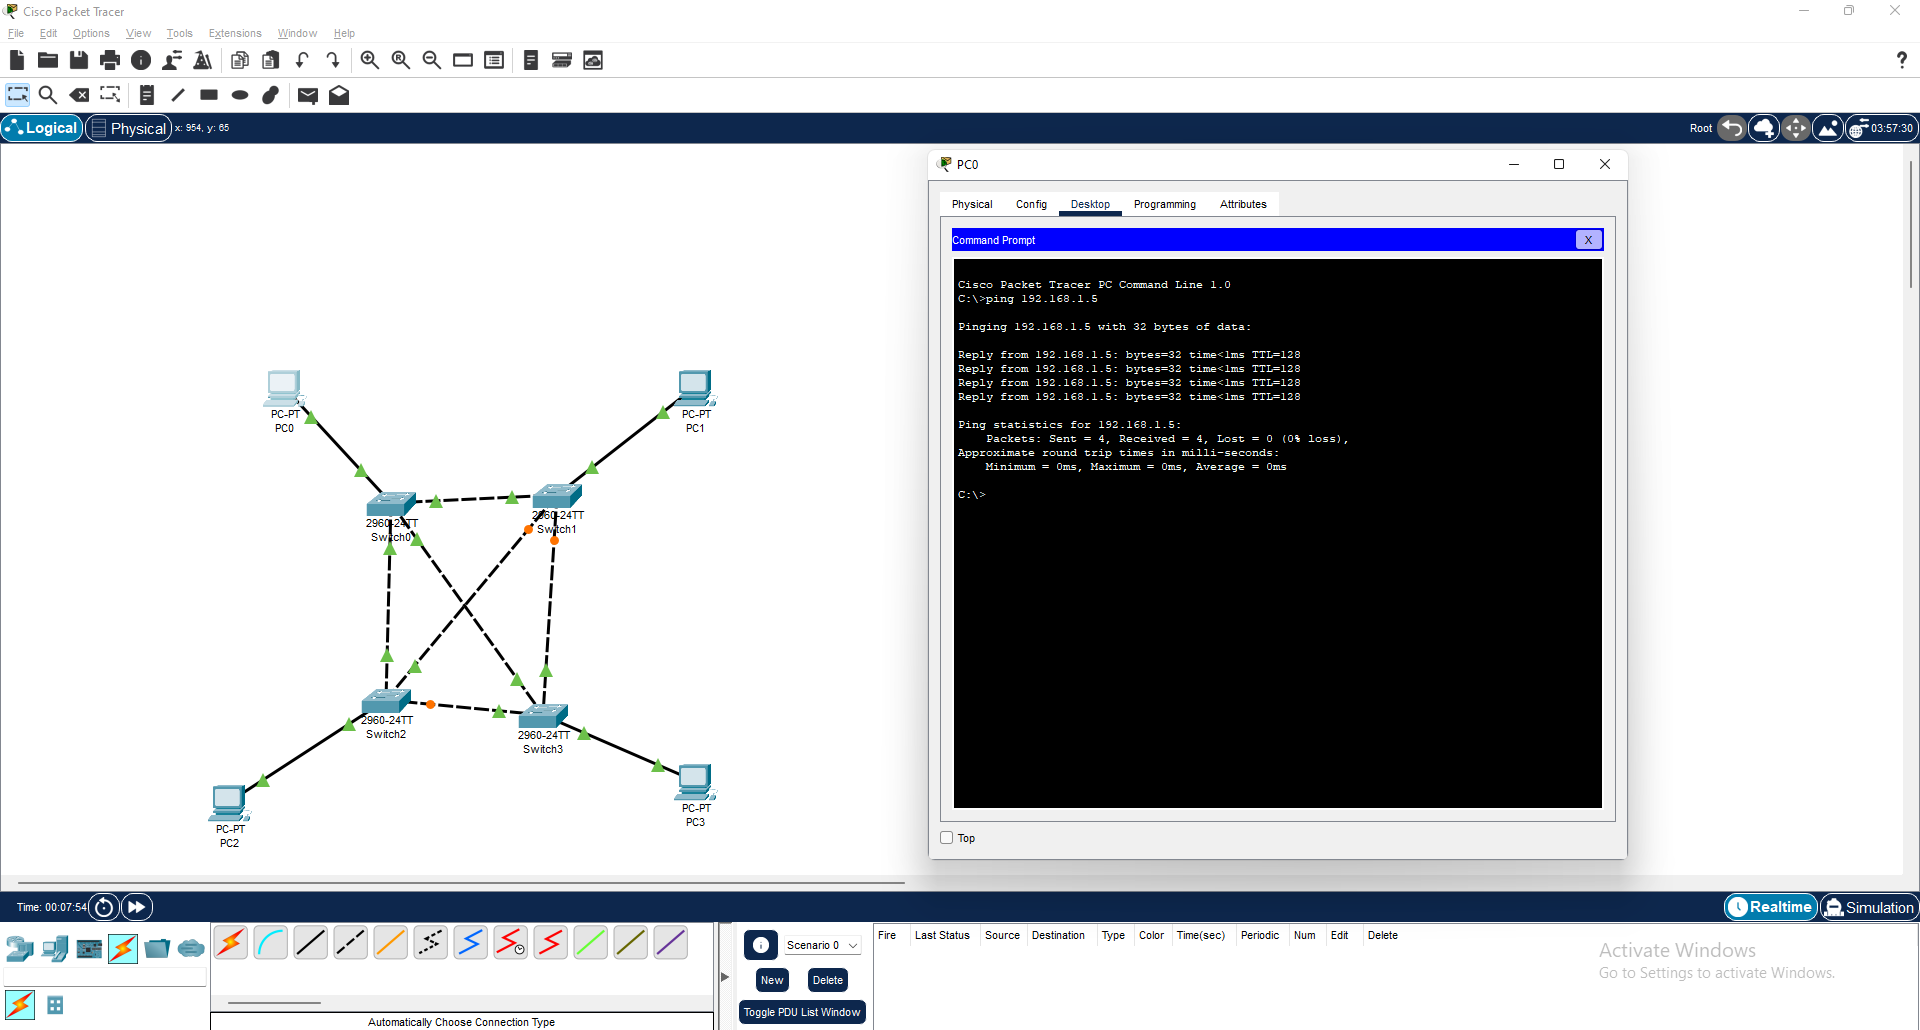 Cisco Packet Tracer
File Edit Options View Tools Extensions Window Help
Logical Physical x: 954, y: 65 Root 03:57:30
PC0
Physical Config Desktop Programming Attributes
Command Prompt X
Cisco Packet Tracer PC Command Line 1.0
C:\>ping 192.168.1.5
Pinging 192.168.1.5 with 32 bytes of data:
Reply from 192.168.1.5: bytes=32 time<1ms TTL=128
Reply from 192.168.1.5: bytes=32 time<1ms TTL=128
Reply from 192.168.1.5: bytes=32 time<1ms TTL=128
Reply from 192.168.1.5: bytes=32 time<1ms TTL=128
Ping statistics for 192.168.1.5:
Packets: Sent = 4, Received = 4, Lost = 0 (0% loss),
Approximate round trip times in milli-seconds:
Minimum = 0ms, Maximum = 0ms, Average = 0ms
C:\>
Top
PC-PT
PC0
PC-PT
PC1
2960-24TT
Switch0
2960-24TT
Switch1
2960-24TT
Switch2
2960-24TT
Switch3
PC-PT
PC2
PC-PT
PC3
Time: 00:07:54 Realtime Simulation
Scenario 0
New Delete
Toggle PDU List Window
Fire Last Status Source Destination Type Color Time(sec) Periodic Num Edit Delete
Automatically Choose Connection Type
Activate Windows
Go to Settings to activate Windows.